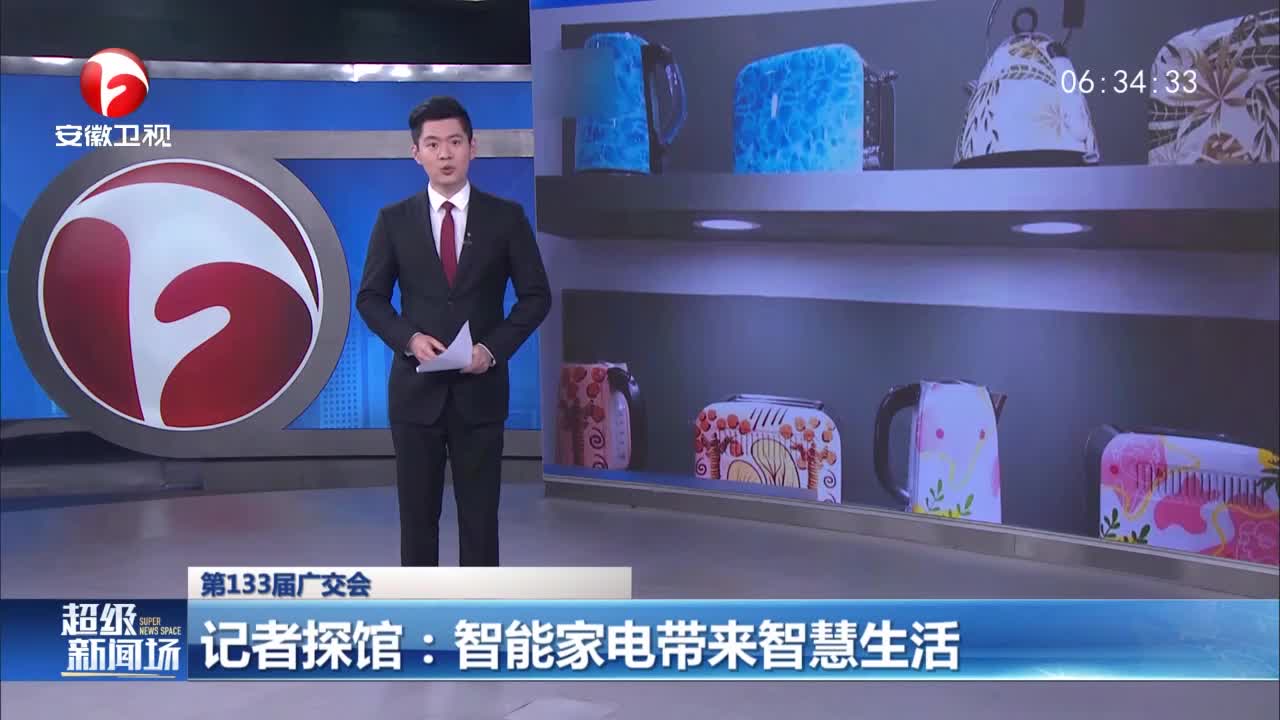 安徽卫视
06:34:33
第133届广交会
超级新闻场
SUPER
NEWS SPACE
记者探馆：智能家电带来智慧生活